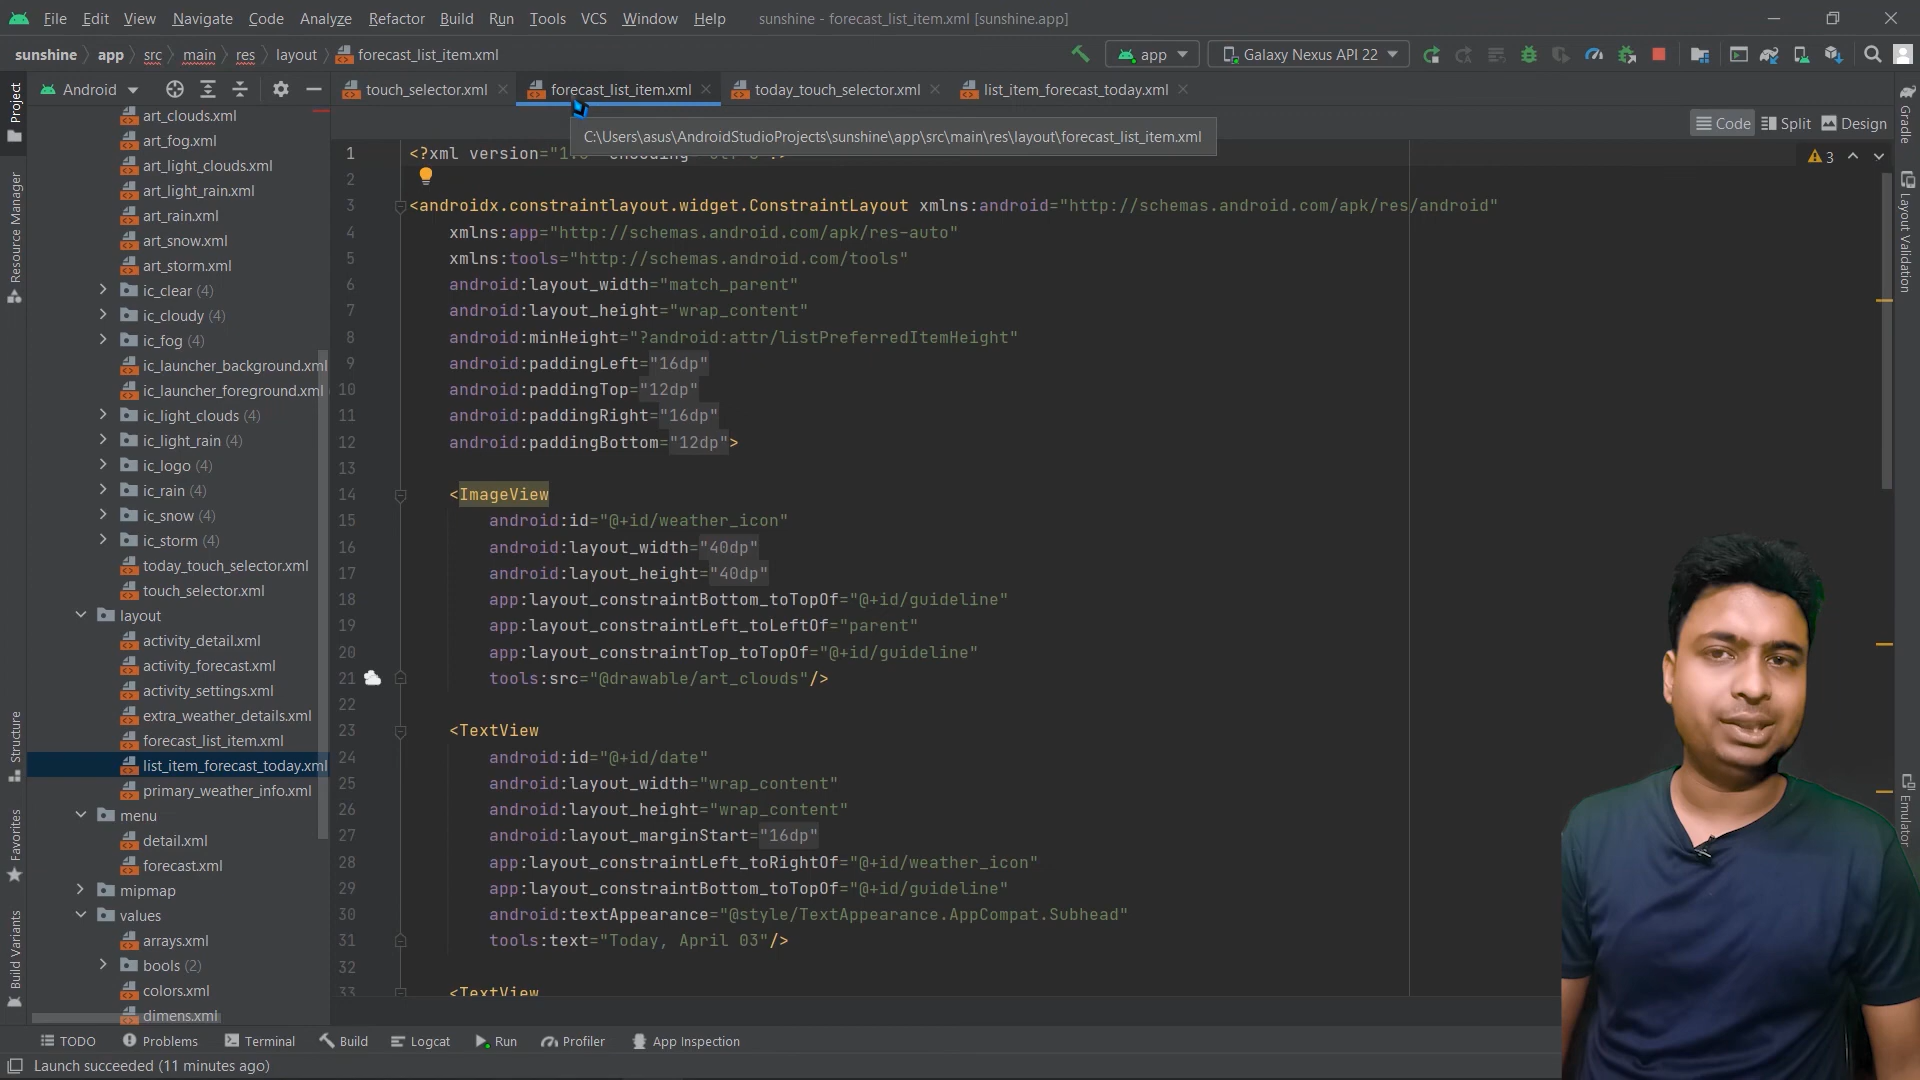 File Edit View Navigate Code Analyze Refactor Build Run Tools VCS Window Help sunshine - forecast_list_item.xml [sunshine.app]
sunshine app src main res layout forecast_list_item.xml app Galaxy Nexus API 22
Android touch_selector.xml forecast_list_item.xml today_touch_selector.xml list_item_forecast_today.xml
Code Split Design
C:\Users\asus\AndroidStudioProjects\sunshine\app\src\main\res\layout\forecast_list_item.xml
3
Project
Resource Manager
Structure
Favorites
Build Variants
art_clouds.xml
art_fog.xml
art_light_clouds.xml
art_light_rain.xml
art_rain.xml
art_snow.xml
art_storm.xml
ic_clear (4)
ic_cloudy (4)
ic_fog (4)
ic_launcher_background.xml
ic_launcher_foreground.xml
ic_light_clouds (4)
ic_light_rain (4)
ic_logo (4)
ic_rain (4)
ic_snow (4)
ic_storm (4)
today_touch_selector.xml
touch_selector.xml
layout
activity_detail.xml
activity_forecast.xml
activity_settings.xml
extra_weather_details.xml
forecast_list_item.xml
list_item_forecast_today.xml
primary_weather_info.xml
menu
detail.xml
forecast.xml
mipmap
values
arrays.xml
bools (2)
colors.xml
dimens.xml
1 <?xml version=
2
3 <androidx.constraintlayout.widget.ConstraintLayout xmlns:android="http://schemas.android.com/apk/res/android"
4 xmlns:app="http://schemas.android.com/apk/res-auto"
5 xmlns:tools="http://schemas.android.com/tools"
6 android:layout_width="match_parent"
7 android:layout_height="wrap_content"
8 android:minHeight="?android:attr/listPreferredItemHeight"
9 android:paddingLeft="16dp"
10 android:paddingTop="12dp"
11 android:paddingRight="16dp"
12 android:paddingBottom="12dp">
13
14 <ImageView
15 android:id="@+id/weather_icon"
16 android:layout_width="40dp"
17 android:layout_height="40dp"
18 app:layout_constraintBottom_toTopOf="@+id/guideline"
19 app:layout_constraintLeft_toLeftOf="parent"
20 app:layout_constraintTop_toTopOf="@+id/guideline"
21 tools:src="@drawable/art_clouds"/>
22
23 <TextView
24 android:id="@+id/date"
25 android:layout_width="wrap_content"
26 android:layout_height="wrap_content"
27 android:layout_marginStart="16dp"
28 app:layout_constraintLeft_toRightOf="@+id/weather_icon"
29 app:layout_constraintBottom_toTopOf="@+id/guideline"
30 android:textAppearance="@style/TextAppearance.AppCompat.Subhead"
31 tools:text="Today, April 03"/>
32
33 <TextView
Gradle
Layout Validation
Emulator
TODO Problems Terminal Build Logcat Run Profiler App Inspection
Launch succeeded (11 minutes ago)